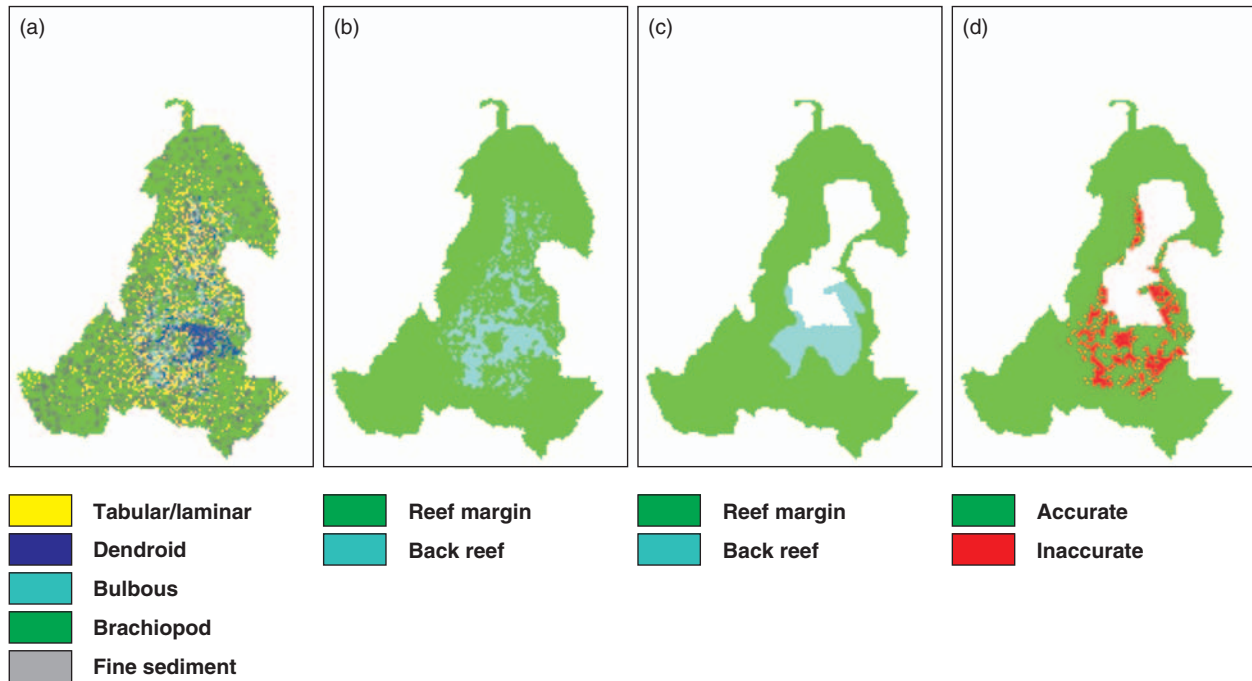 (a)
(b)
(c)
(d)
Tabular/laminar
Dendroid
Bulbous
Brachiopod
Fine sediment
Reef margin
Back reef
Reef margin
Back reef
Accurate
Inaccurate